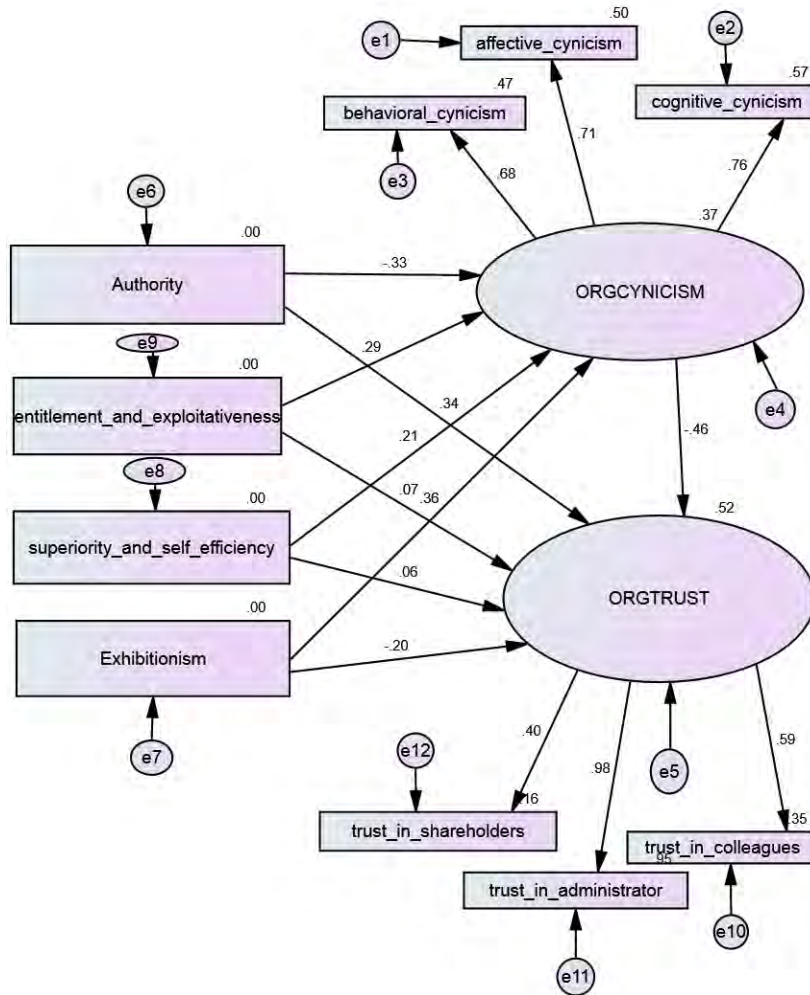 .50
e1
affective_cynicism
e2
.57
.47
cognitive_cynicism
behavioral_cynicism
.71
.76
e3
.68
e6
.37
.00
-.33
Authority
ORGCYNICISM
e9
.00
.29
entitlement_and_exploitativeness
.34
e4
.21
-.46
e8
.07
.36
.00
.52
superiority_and_self_efficiency
.06
ORGTRUST
.00
Exhibitionism
-.20
.40
.59
e12
.98
e5
e7
.16
.35
trust_in_shareholders
trust_in_colleagues
.95
trust_in_administrator
e10
e11